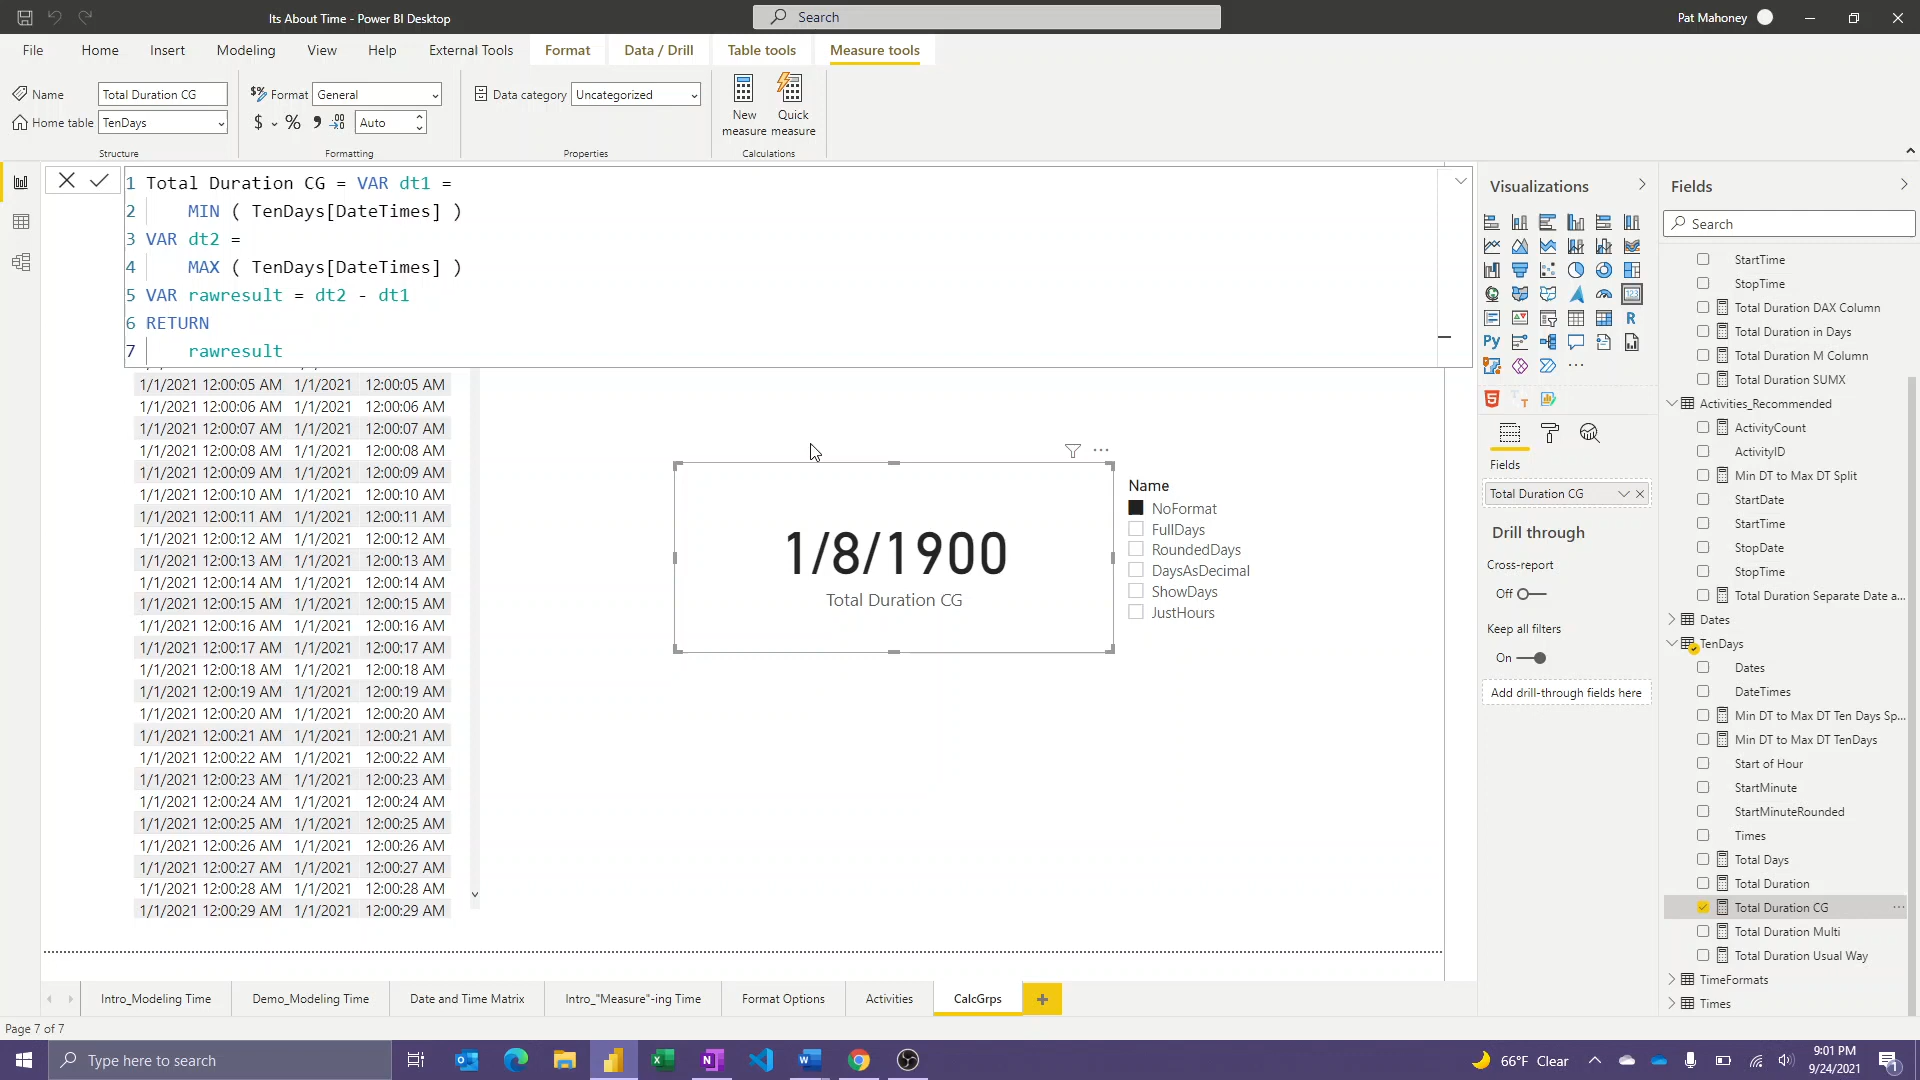 Its About Time - Power BI Desktop
Search
Pat Mahoney
File
Home
Insert
Modeling
View
Help
External Tools
Format
Data / Drill
Table tools
Measure tools
Name
Total Duration CG
Home table
TenDays
Structure
$% Format
General
$ % 9 Auto
Formatting
Data category
Uncategorized
Properties
New measure
Quick measure
Calculations
1 Total Duration CG = VAR dt1 =
2 MIN ( TenDays[DateTimes] )
3 VAR dt2 =
4 MAX ( TenDays[DateTimes] )
5 VAR rawresult = dt2 - dt1
6 RETURN
7 rawresult
1/1/2021 12:00:05 AM 1/1/2021 12:00:05 AM
1/1/2021 12:00:06 AM 1/1/2021 12:00:06 AM
1/1/2021 12:00:07 AM 1/1/2021 12:00:07 AM
1/1/2021 12:00:08 AM 1/1/2021 12:00:08 AM
1/1/2021 12:00:09 AM 1/1/2021 12:00:09 AM
1/1/2021 12:00:10 AM 1/1/2021 12:00:10 AM
1/1/2021 12:00:11 AM 1/1/2021 12:00:11 AM
1/1/2021 12:00:12 AM 1/1/2021 12:00:12 AM
1/1/2021 12:00:13 AM 1/1/2021 12:00:13 AM
1/1/2021 12:00:14 AM 1/1/2021 12:00:14 AM
1/1/2021 12:00:15 AM 1/1/2021 12:00:15 AM
1/1/2021 12:00:16 AM 1/1/2021 12:00:16 AM
1/1/2021 12:00:17 AM 1/1/2021 12:00:17 AM
1/1/2021 12:00:18 AM 1/1/2021 12:00:18 AM
1/1/2021 12:00:19 AM 1/1/2021 12:00:19 AM
1/1/2021 12:00:20 AM 1/1/2021 12:00:20 AM
1/1/2021 12:00:21 AM 1/1/2021 12:00:21 AM
1/1/2021 12:00:22 AM 1/1/2021 12:00:22 AM
1/1/2021 12:00:23 AM 1/1/2021 12:00:23 AM
1/1/2021 12:00:24 AM 1/1/2021 12:00:24 AM
1/1/2021 12:00:25 AM 1/1/2021 12:00:25 AM
1/1/2021 12:00:26 AM 1/1/2021 12:00:26 AM
1/1/2021 12:00:27 AM 1/1/2021 12:00:27 AM
1/1/2021 12:00:28 AM 1/1/2021 12:00:28 AM
1/1/2021 12:00:29 AM 1/1/2021 12:00:29 AM
1/8/1900
Total Duration CG
Name
NoFormat
FullDays
RoundedDays
DaysAsDecimal
ShowDays
JustHours
Visualizations
R
Py
Fields
Total Duration CG
Drill through
Cross-report
Off
Keep all filters
On
Add drill-through fields here
Fields
Search
StartTime
StopTime
Total Duration DAX Column
Total Duration in Days
Total Duration M Column
Total Duration SUMX
Activities_Recommended
ActivityCount
ActivityID
Min DT to Max DT Split
StartDate
StartTime
StopDate
StopTime
Total Duration Separate Date a...
Dates
TenDays
Dates
DateTimes
Min DT to Max DT Ten Days Sp...
Min DT to Max DT TenDays
Start of Hour
StartMinute
StartMinuteRounded
Times
Total Days
Total Duration
Total Duration CG
Total Duration Multi
Total Duration Usual Way
TimeFormats
Times
Intro_Modeling Time
Demo_Modeling Time
Date and Time Matrix
Intro_"Measure"-ing Time
Format Options
Activities
CalcGrps
Page 7 of 7
Type here to search
66°F Clear
9:01 PM
9/24/2021
1